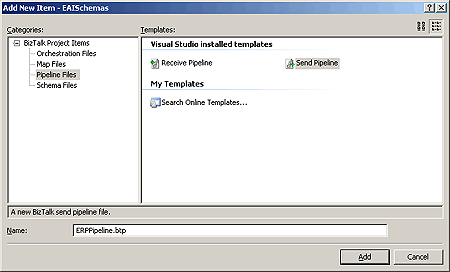 Add New Item - EAISchemas
Categories:
Templates:
BizTalk Project Items
Orchestration Files
Map Files
Pipeline Files
Schema Files
Visual Studio installed templates
Receive Pipeline
Send Pipeline
My Templates
Search Online Templates...
A new BizTalk send pipeline file.
Name:
ERPPipeline.btp
Add
Cancel